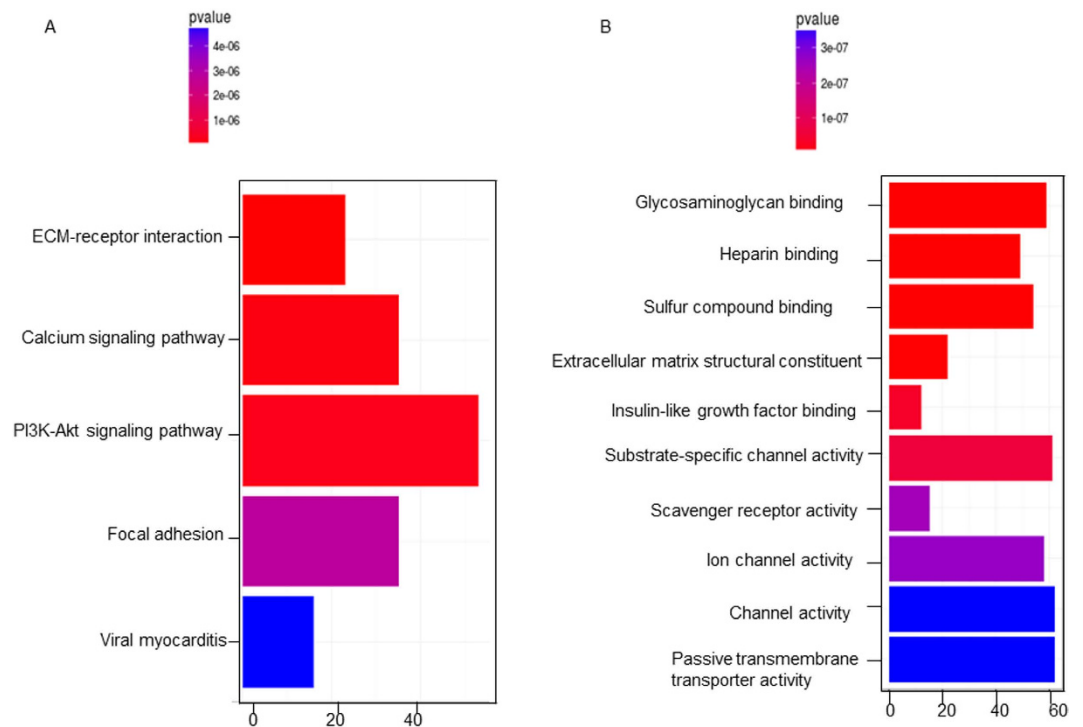 A
pvalue
4e-06
3e-06
2e-06
1e-06
ECM-receptor interaction
Calcium signaling pathway
PI3K-Akt signaling pathway
Focal adhesion
Viral myocarditis
0 20 40
B
pvalue
3e-07
2e-07
1e-07
Glycosaminoglycan binding
Heparin binding
Sulfur compound binding
Extracellular matrix structural constituent
Insulin-like growth factor binding
Substrate-specific channel activity
Scavenger receptor activity
Ion channel activity
Channel activity
Passive transmembrane
transporter activity
0 20 40 60